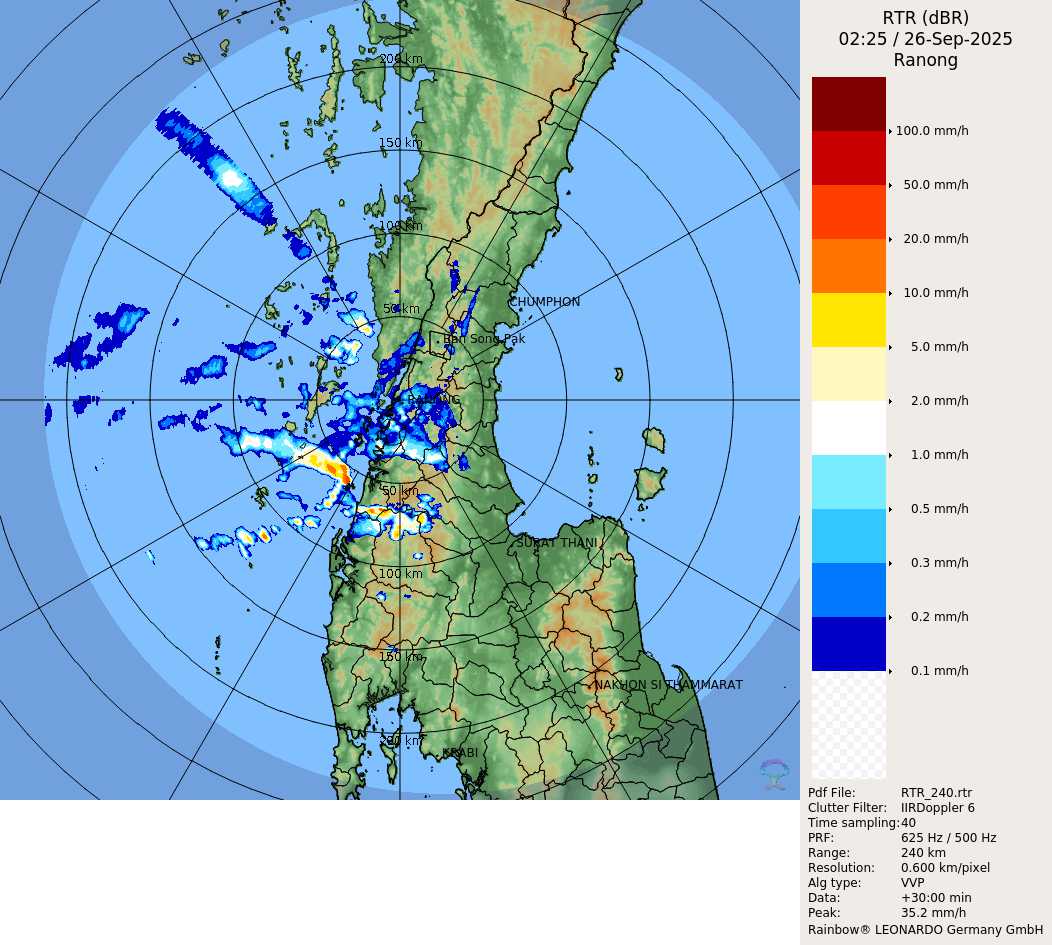 RTR (dBR)
02:25 / 26-Sep-2025
Ranong
200 km
150 km
100 km
50 km
CHUMPHON
Ban Song Pak
RANONG
50 km
SURAT THANI
100 km
150 km
NAKHON SI THAMMARAT
200 km
KRABI
100.0 mm/h
50.0 mm/h
20.0 mm/h
10.0 mm/h
5.0 mm/h
2.0 mm/h
1.0 mm/h
0.5 mm/h
0.3 mm/h
0.2 mm/h
0.1 mm/h
Pdf File: RTR_240.rtr
Clutter Filter: IIRDoppler 6
Time sampling:40
PRF: 625 Hz / 500 Hz
Range: 240 km
Resolution: 0.600 km/pixel
Alg type: VVP
Data: +30:00 min
Peak: 35.2 mm/h
Rainbow® LEONARDO Germany GmbH